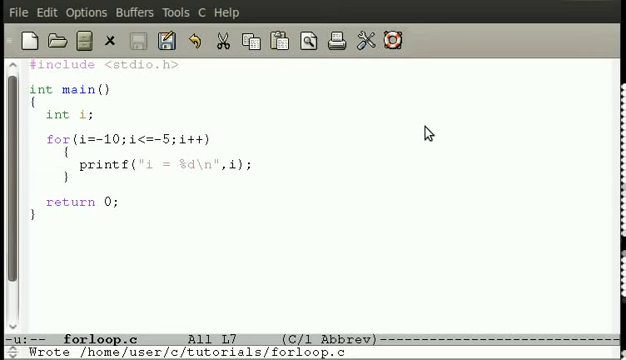 File Edit Options Buffers Tools C Help
#include <stdio.h>
int main()
{
int i;
for(i=-10;i<=-5;i++)
{
printf("i = %d\n",i);
}
return 0;
}
-u:-- forloop.c All L7 (C/l Abbrev)
Wrote /home/user/c/tutorials/forloop.c